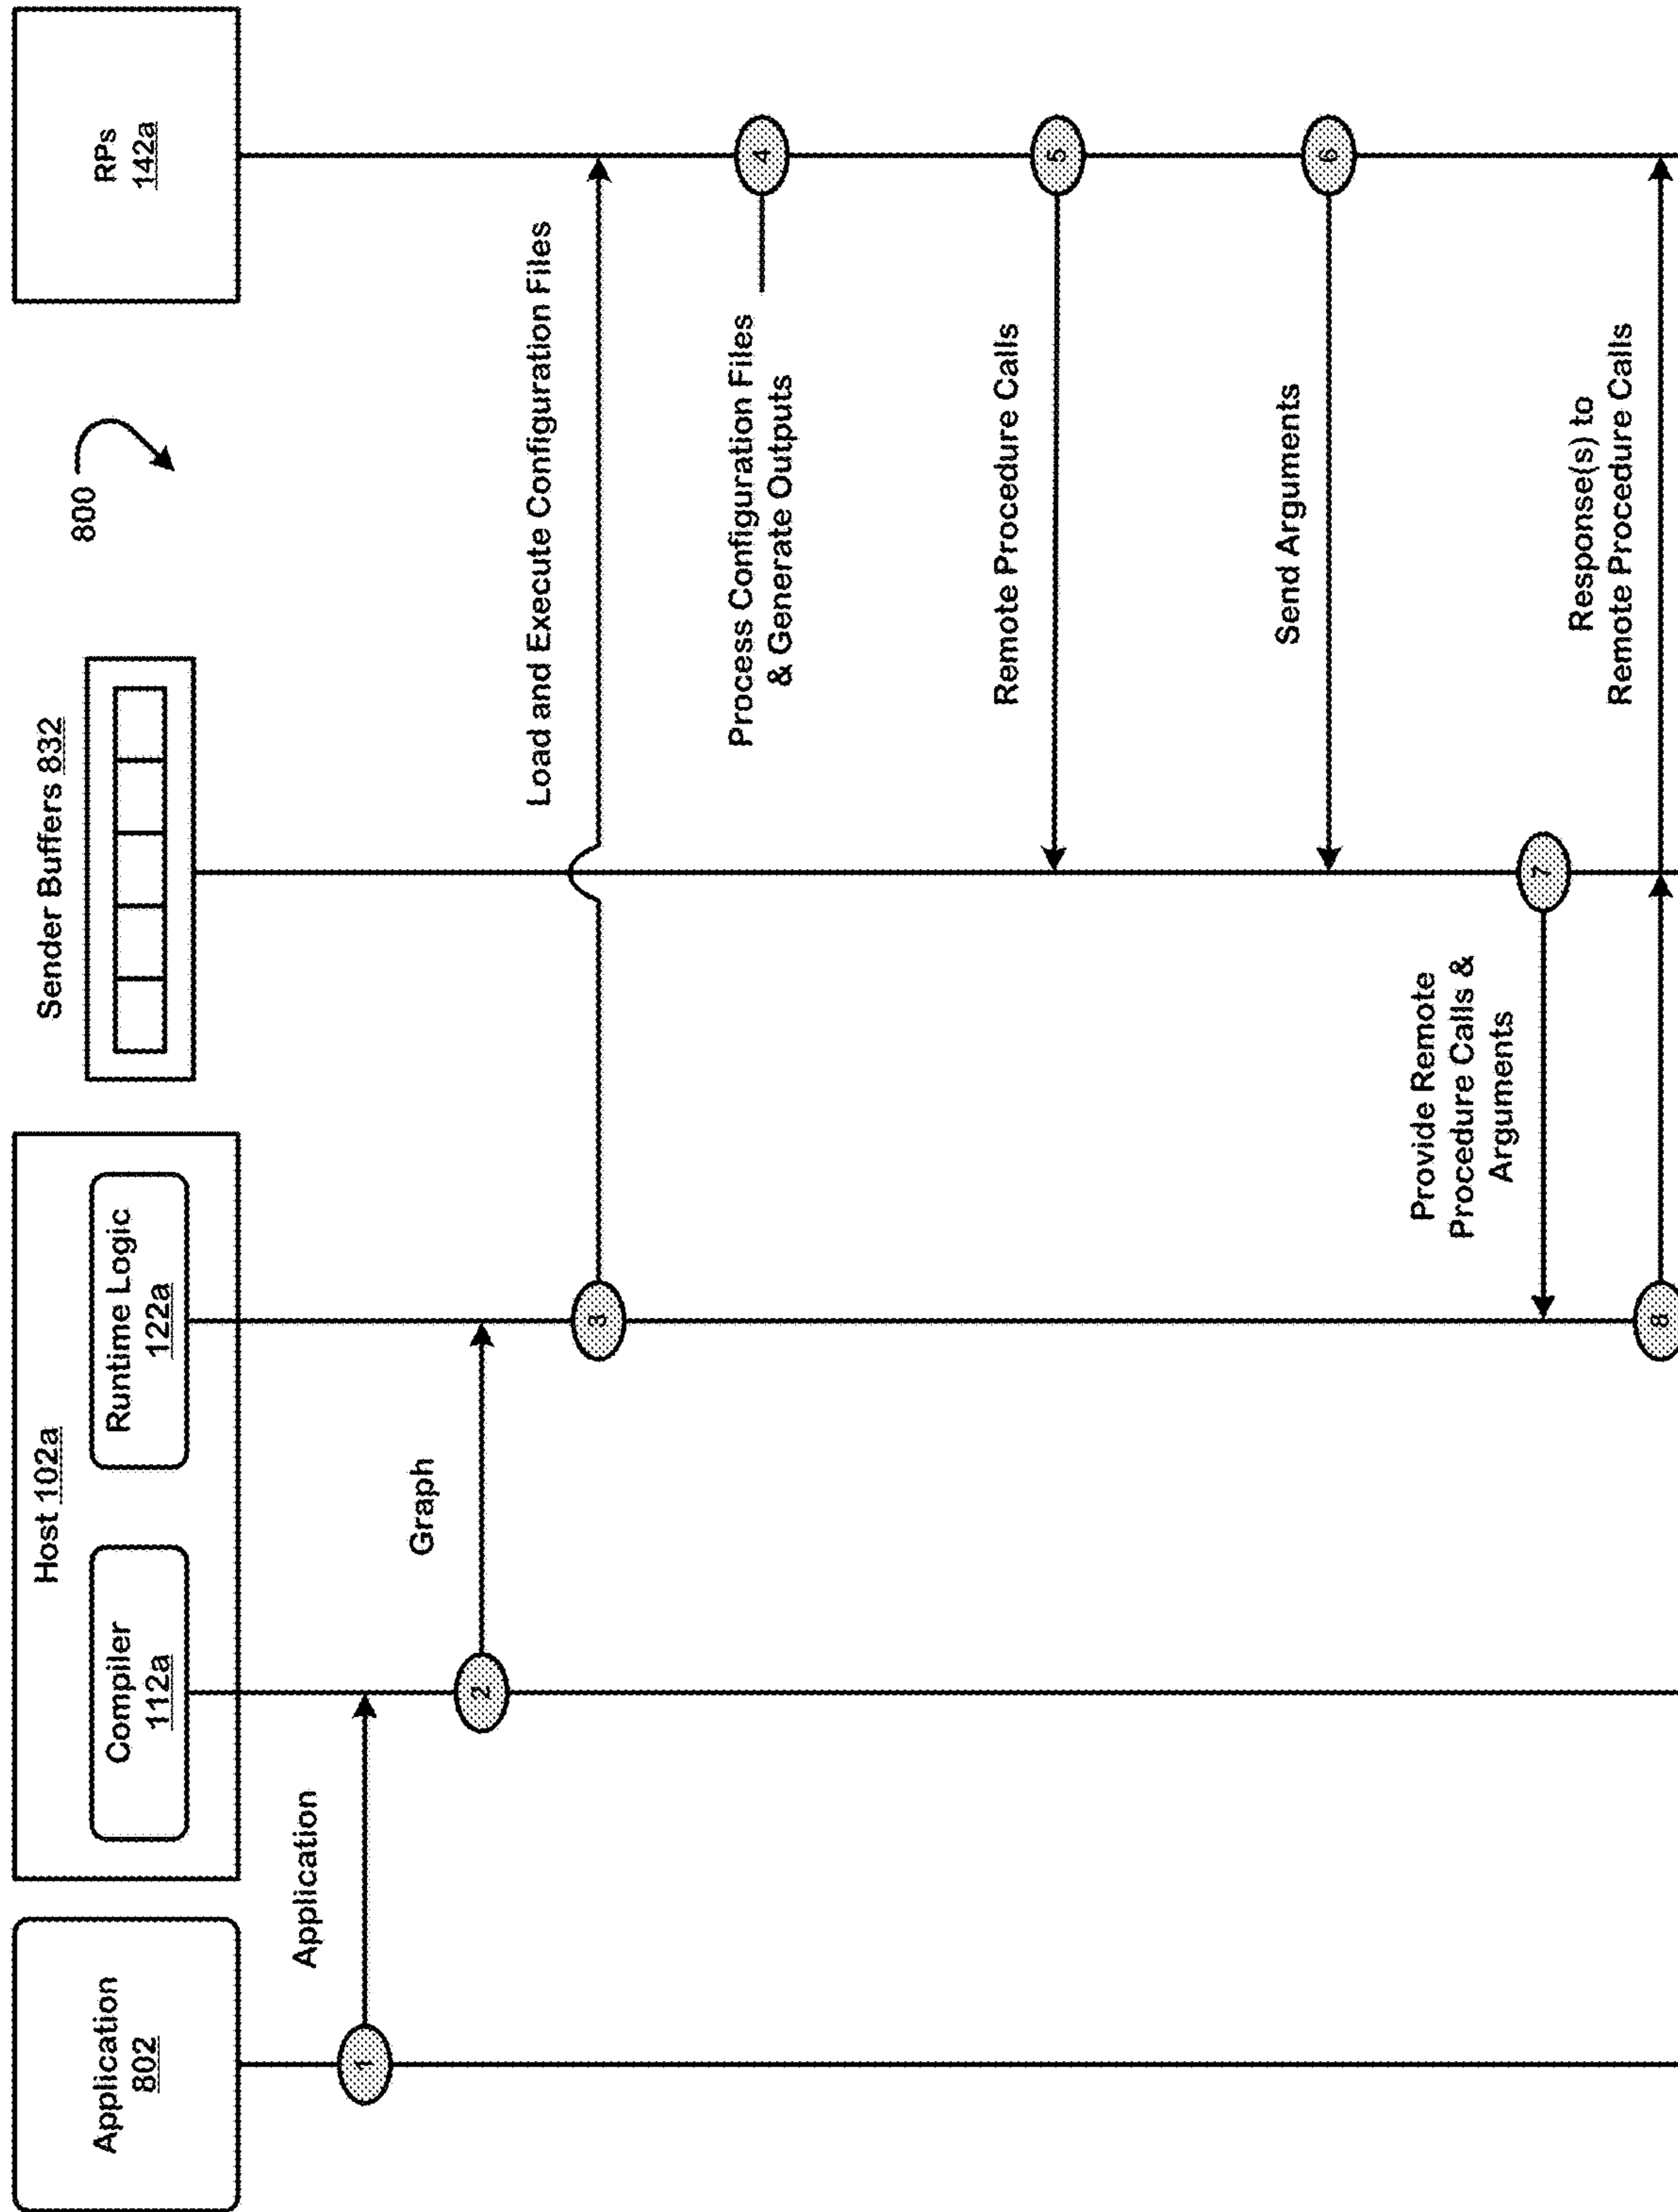 Application
802
Host 102a
Compiler
112a
Runtime Logic
122a
Sender Buffers 832
800
RPs
142a
1
Application
2
Graph
3
Load and Execute Configuration Files
4
Process Configuration Files
& Generate Outputs
5
Remote Procedure Calls
6
Send Arguments
7
Provide Remote
Procedure Calls &
Arguments
8
Response(s) to
Remote Procedure Calls